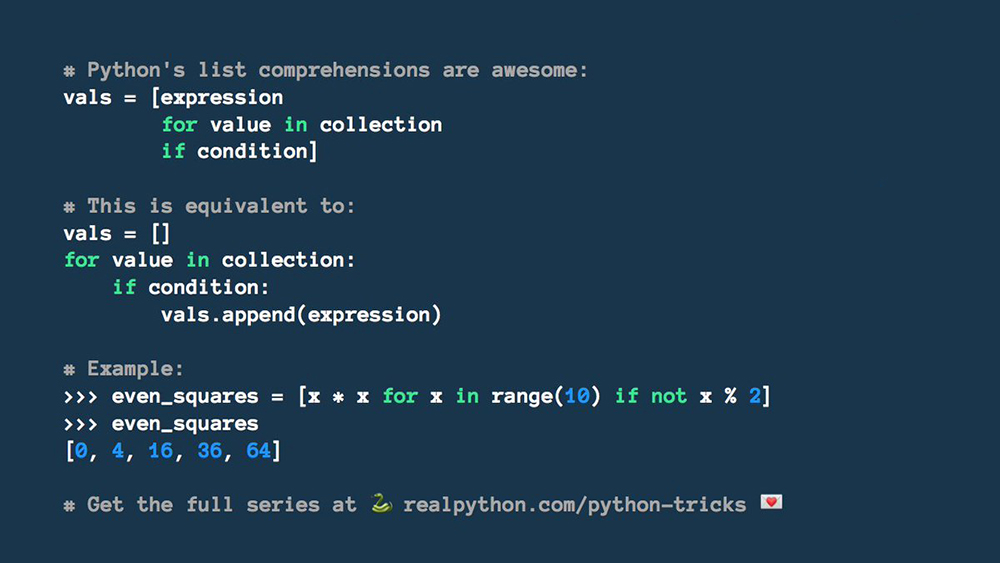 # Python's list comprehensions are awesome:
vals = [expression
        for value in collection
        if condition]

# This is equivalent to:
vals = []
for value in collection:
    if condition:
        vals.append(expression)

# Example:
>>> even_squares = [x * x for x in range(10) if not x % 2]
>>> even_squares
[0, 4, 16, 36, 64]

# Get the full series at 🐍 realpython.com/python-tricks 💌